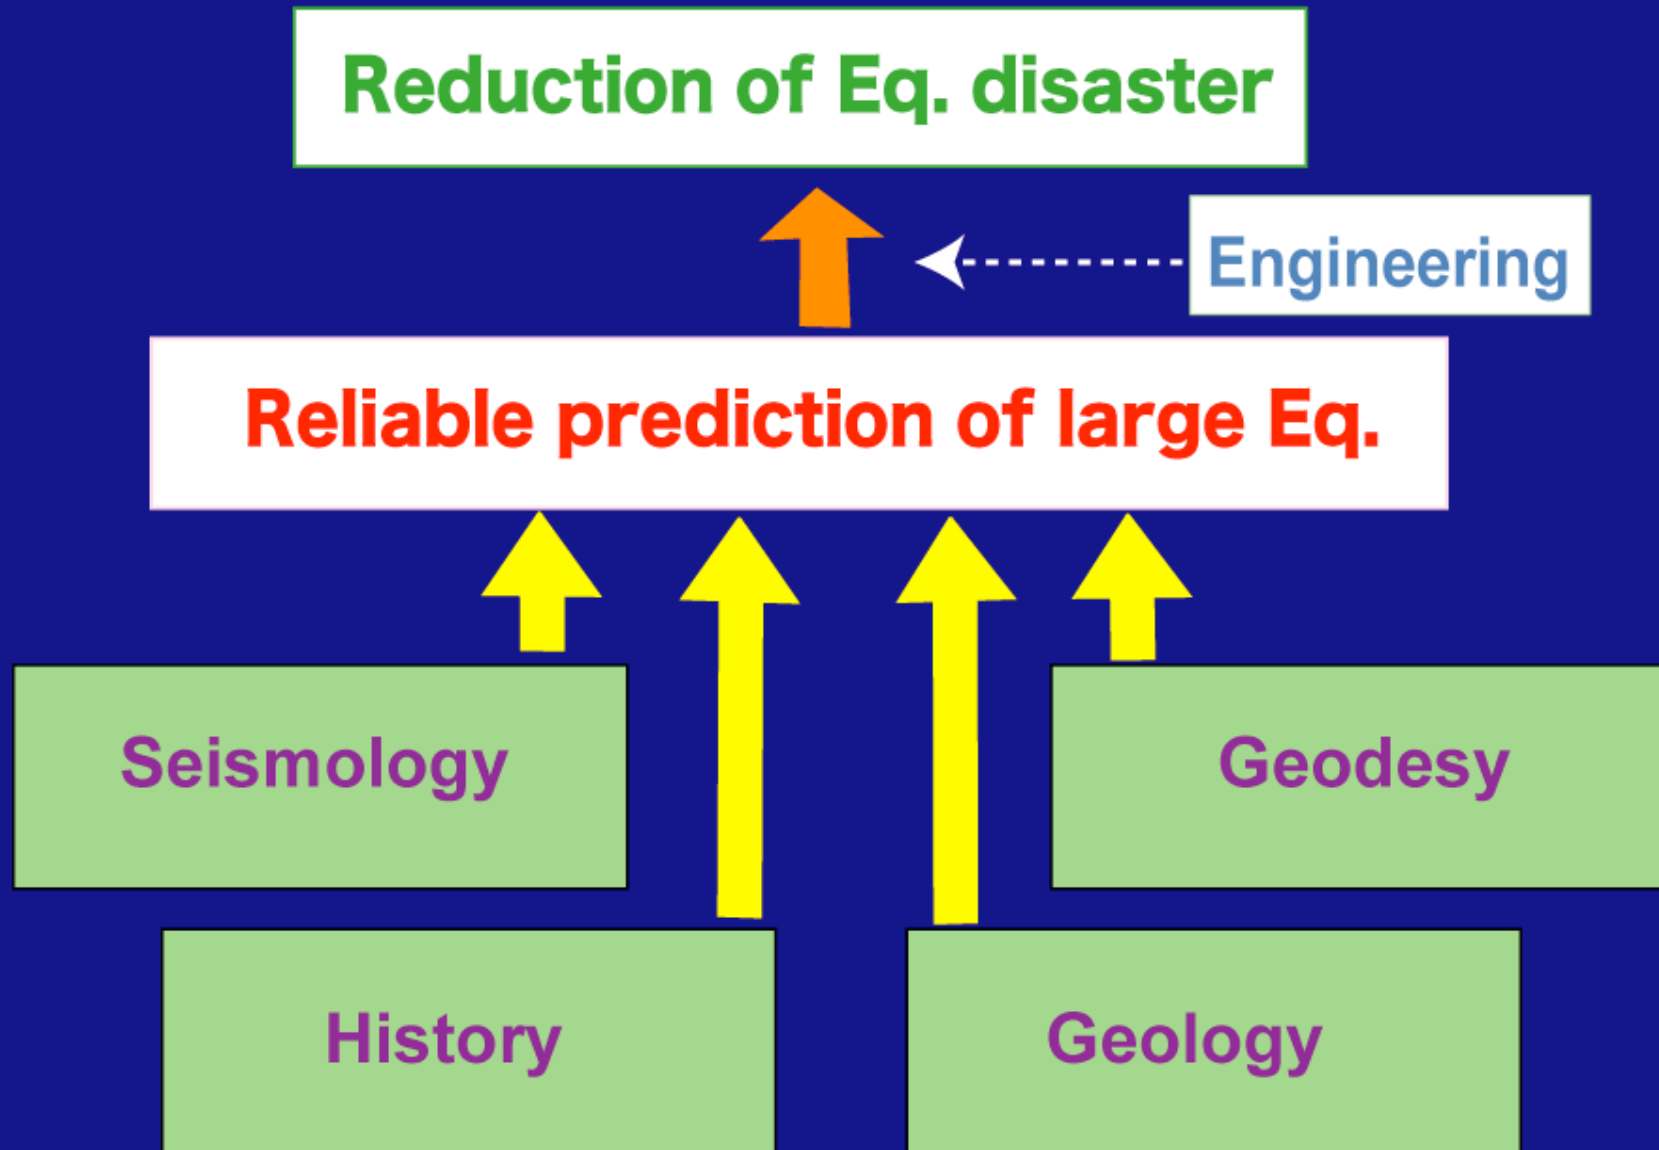 Reduction of Eq. disaster
Engineering
Reliable prediction of large Eq.
Seismology
Geodesy
History
Geology